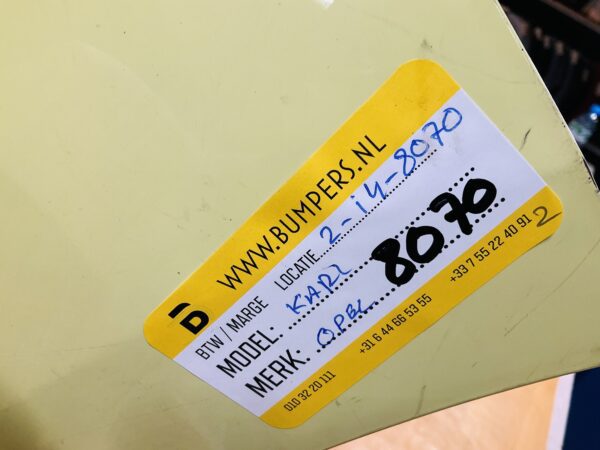 WWW.BUMPERS.NL
BTW / MARGE LOCATIE 2-14-8070
MODEL: KARL
MERK: OPEL 8070
010 32 20 111 +31 6 44 66 53 55 +33 7 55 22 40 91 2